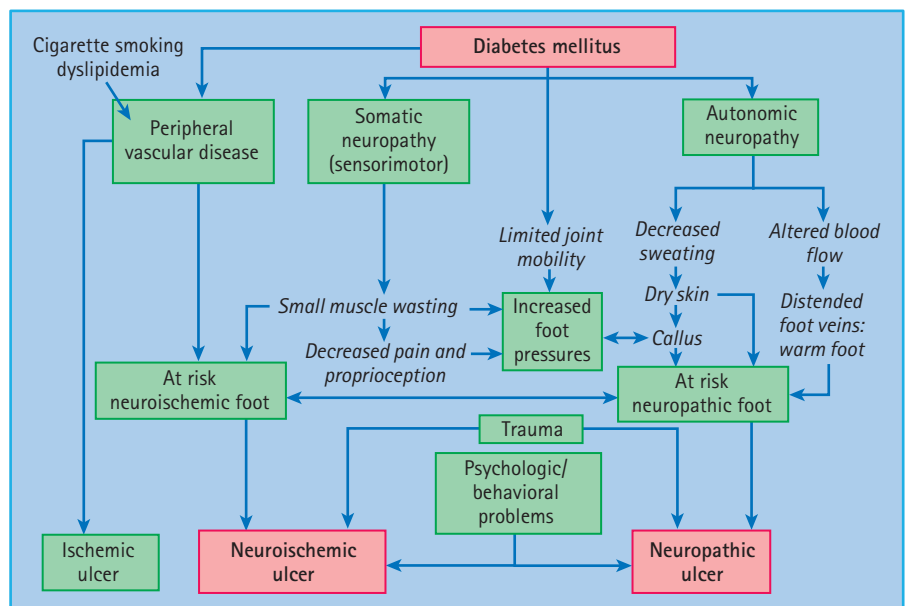 Cigarette smoking
dyslipidemia
Diabetes mellitus
Peripheral
vascular disease
Somatic
neuropathy
(sensorimotor)
Autonomic
neuropathy
Limited joint
mobility
Decreased
sweating
Altered blood
flow
Small muscle wasting
Increased
foot
pressures
Dry skin
Distended
foot veins:
warm foot
Decreased pain and
proprioception
Callus
At risk
neuroischemic foot
At risk
neuropathic foot
Trauma
Psychologic/
behavioral
problems
Ischemic
ulcer
Neuroischemic
ulcer
Neuropathic
ulcer